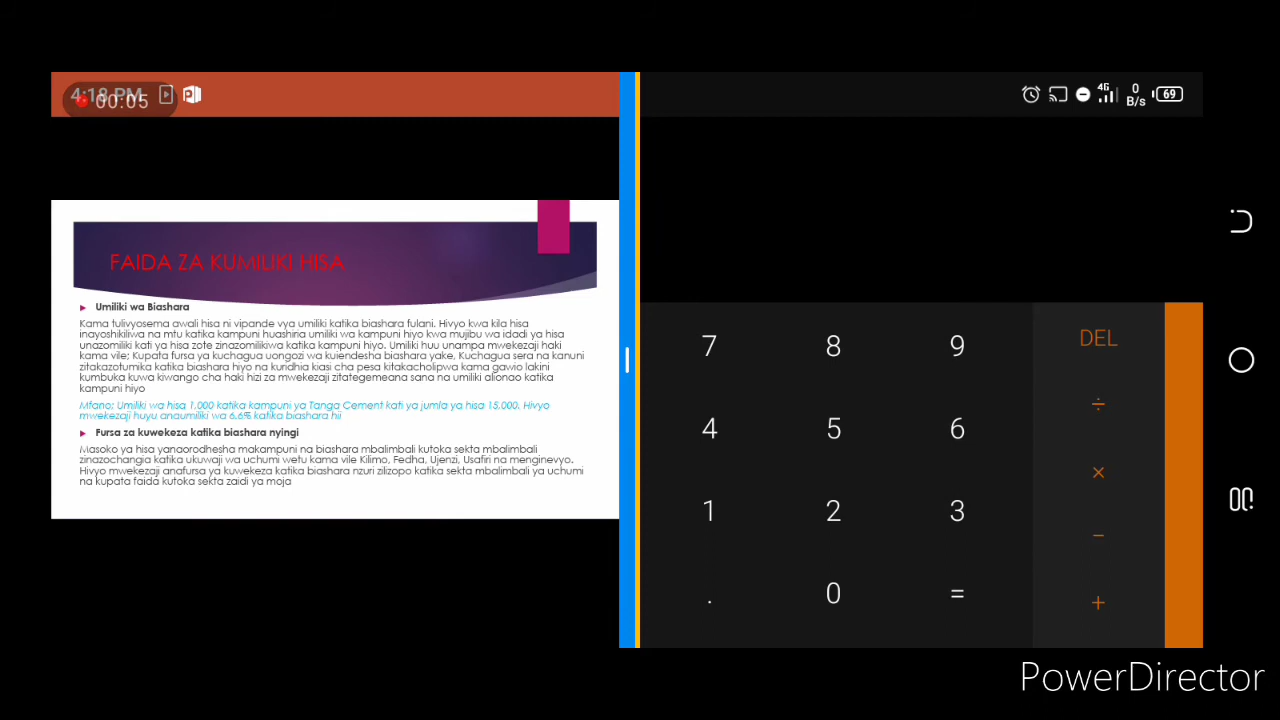 4:18 PM
00:05
4G
0
B/s
69
FAIDA ZA KUMILIKI HISA
Umiliki wa Biashara
Kama tulivyosema awali hisa ni vipande vya umiliki katika biashara fulani. Hivyo kwa kila hisa
inayoshikiliwa na mtu katika kampuni huashiria umiliki wa kampuni hiyo kwa mujibu wa idadi ya hisa
unazomiliki kati ya hisa zote zinazomilikiwa katika kampuni hiyo. Umiliki huu unampa mwekezaji haki
kama vile; Kupata fursa ya kuchagua uongozi wa kuiendesha biashara yake, Kuchagua sera na kanuni
zitakazotumika katika biashara hiyo na kuridhia kiasi cha pesa kitakacholipwa kama gawio lakini
kumbuka kuwa kiwango cha haki hizi za mwekezaji zitategemeana sana na umiliki alionao katika
kampuni hiyo
Mfano: Umiliki wa hisa 1,000 katika kampuni ya Tanga Cement kati ya jumla ya hisa 15,000. Hivyo
mwekezaji huyu anaumiliki wa 6.6% katika biashara hii
Fursa za kuwekeza katika biashara nyingi
Masoko ya hisa yanaorodhesha makampuni na biashara mbalimbali kutoka sekta mbalimbali
zinazochangia katika ukuwaji wa uchumi wetu kama vile Kilimo, Fedha, Ujenzi, Usafiri na menginevyo.
Hivyo mwekezaji anafursa ya kuwekeza katika biashara nzuri zilizopo katika sekta mbalimbali ya uchumi
na kupata faida kutoka sekta zaidi ya moja
7 8 9 DEL
÷
4 5 6
×
1 2 3
−
. 0 = +
PowerDirector